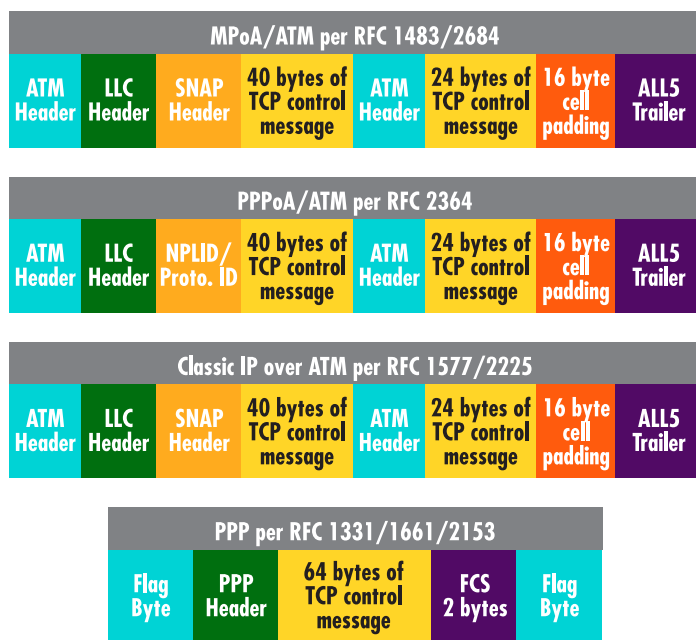 MPoA/ATM per RFC 1483/2684
ATM Header
LLC Header
SNAP Header
40 bytes of TCP control message
ATM Header
24 bytes of TCP control message
16 byte cell padding
ALL5 Trailer
PPPoA/ATM per RFC 2364
ATM Header
LLC Header
NPLID/ Proto. ID
40 bytes of TCP control message
ATM Header
24 bytes of TCP control message
16 byte cell padding
ALL5 Trailer
Classic IP over ATM per RFC 1577/2225
ATM Header
LLC Header
SNAP Header
40 bytes of TCP control message
ATM Header
24 bytes of TCP control message
16 byte cell padding
ALL5 Trailer
PPP per RFC 1331/1661/2153
Flag Byte
PPP Header
64 bytes of TCP control message
FCS 2 bytes
Flag Byte